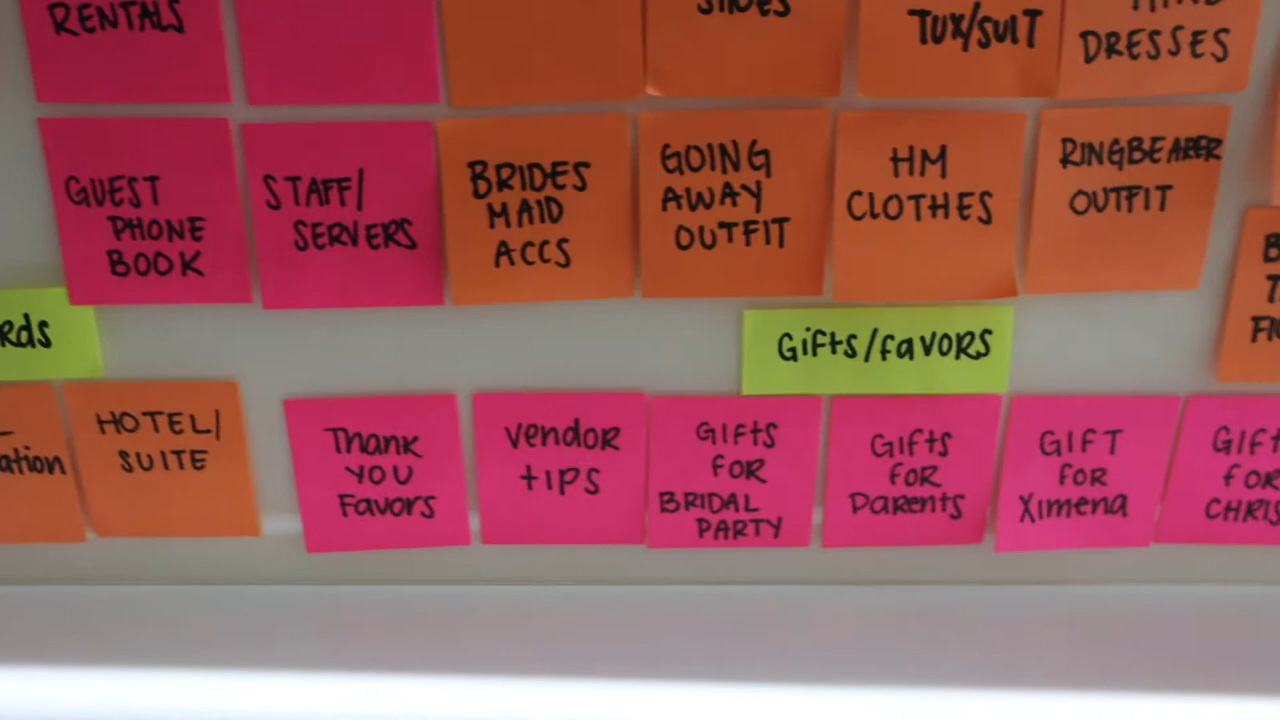 RENTALS
SHOES
TUX/SUIT
DRESSES
GUEST
PHONE
BOOK
STAFF/
SERVERS
BRIDES
MAID
ACCS
GOING
AWAY
OUTFIT
HM
CLOTHES
RINGBEARER
OUTFIT
Gifts/favors
HOTEL/
SUITE
Thank
YOU
Favors
vendor
tips
GIFts
FOR
BRIDAL
PARTY
GIFts
FOR
Parents
GIFT
FOR
Ximena